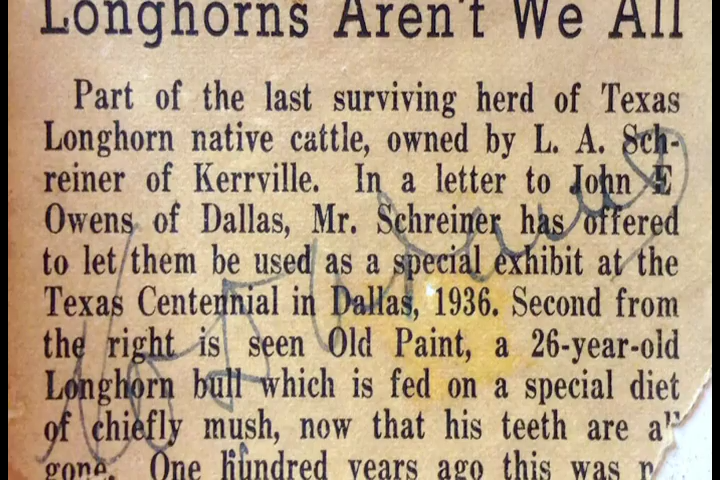 Longhorns Aren't We All
Part of the last surviving herd of Texas
Longhorn native cattle, owned by L. A. Sch-
reiner of Kerrville. In a letter to John E
Owens of Dallas, Mr. Schreiner has offered
to let them be used as a special exhibit at the
Texas Centennial in Dallas, 1936. Second from
the right is seen Old Paint, a 26-year-old
Longhorn bull which is fed on a special diet
of chiefly mush, now that his teeth are all
gone. One hundred years ago this was